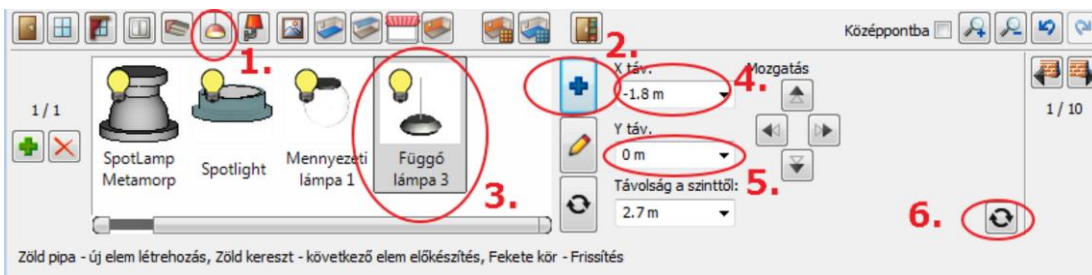 Középpontba
1.
2.
X táv.
-1.8 m
4.
Mozgatás
1 / 1
1 / 10
SpotLamp
Metamorp
Spotlight
Mennyezeti
lámpa 1
Függő
lámpa 3
3.
Y táv.
0 m
5.
Távolság a szinttől:
2.7 m
6.
Zöld pipa - új elem létrehozás, Zöld kereszt - következő elem előkészítés, Fekete kör - Frissítés